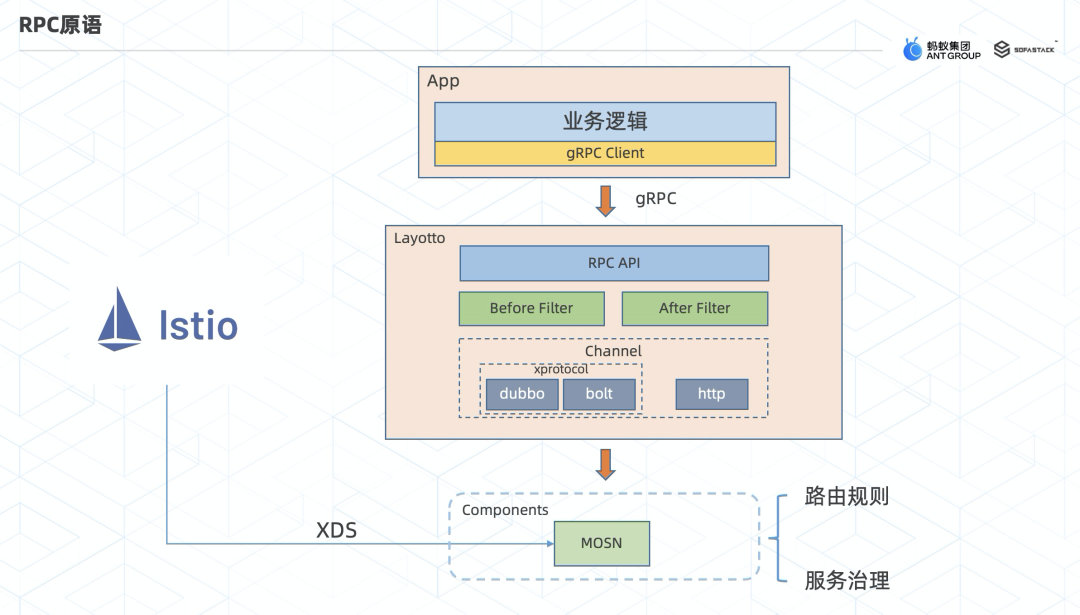 RPC原语
蚂蚁集团
ANT GROUP
SOFASTACK
App
业务逻辑
gRPC Client
gRPC
Layotto
RPC API
Before Filter
After Filter
Channel
xprotocol
dubbo
bolt
http
Istio
XDS
Components
MOSN
路由规则
服务治理